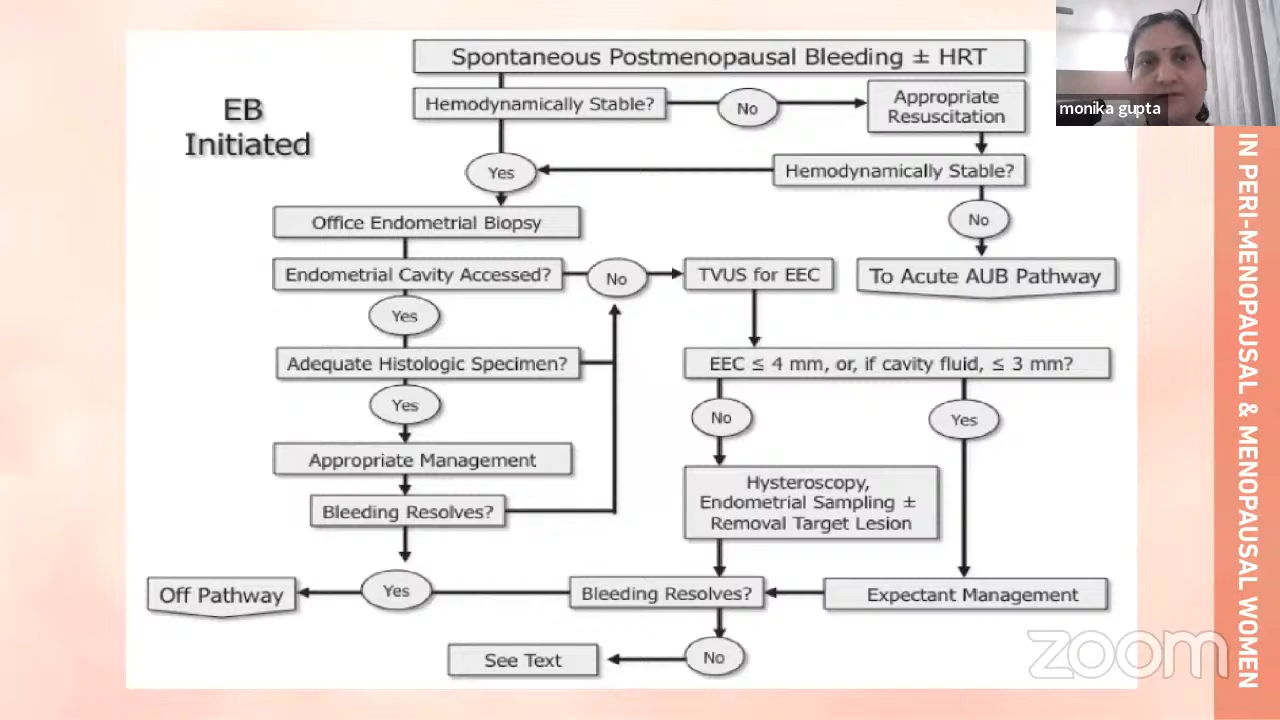 Spontaneous Postmenopausal Bleeding ± HRT
EB
Initiated
Hemodynamically Stable?
No
Appropriate
Resuscitation
monika gupta
Yes
Hemodynamically Stable?
No
Office Endometrial Biopsy
Endometrial Cavity Accessed?
No
TVUS for EEC
To Acute AUB Pathway
Yes
Adequate Histologic Specimen?
EEC ≤ 4 mm, or, if cavity fluid, ≤ 3 mm?
Yes
No
Yes
Appropriate Management
Hysteroscopy,
Endometrial Sampling ±
Removal Target Lesion
Bleeding Resolves?
Off Pathway
Yes
Bleeding Resolves?
Expectant Management
See Text
No
zoom
IN PERI-MENOPAUSAL & MENOPAUSAL WOMEN